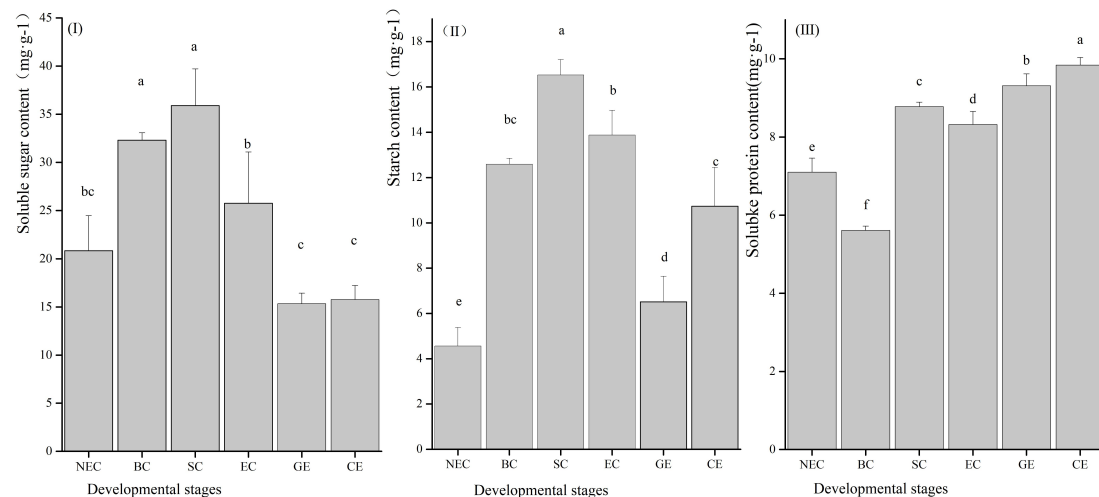 (I)
Soluble sugar content（mg·g-1）
45
40
35
30
25
20
15
10
5
0
a
a
b
bc
c
c
NEC BC SC EC GE CE
Developmental stages
（II）
Starch content（mg·g-1）
18
16
14
12
10
8
6
4
2
0
a
b
bc
c
d
e
NEC BC SC EC GE CE
Developmental stages
(III)
Solubke protein content(mg·g-1)
10
8
6
4
2
0
a
b
c
d
e
f
NEC BC SC EC GE CE
Developmental stages